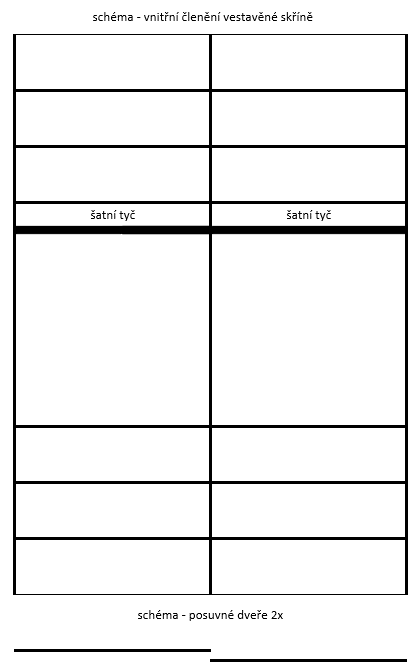 schéma - vnitřní členění vestavěné skříně
šatní tyč
šatní tyč
schéma - posuvné dveře 2x